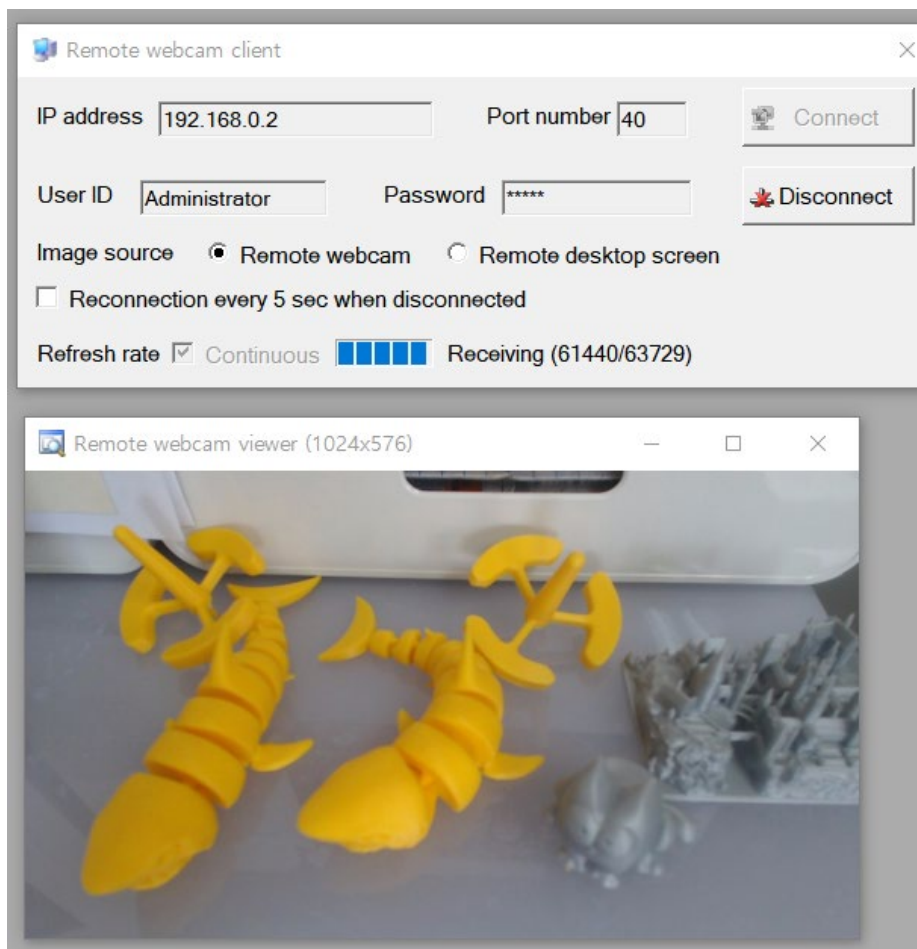 Remote webcam client
IP address 192.168.0.2 Port number 40 Connect
User ID Administrator Password ***** Disconnect
Image source Remote webcam Remote desktop screen
Reconnection every 5 sec when disconnected
Refresh rate Continuous Receiving (61440/63729)
Remote webcam viewer (1024x576)